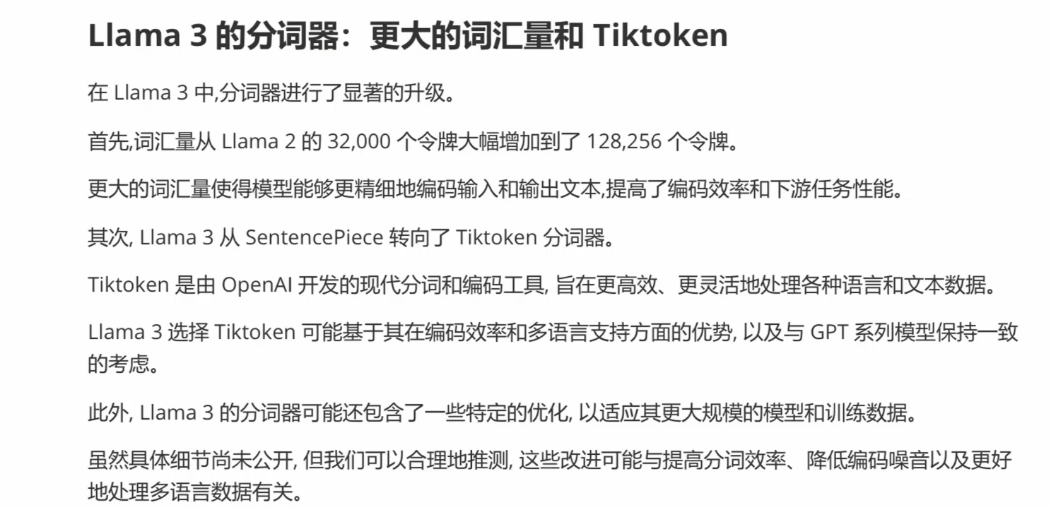 Llama 3 的分词器：更大的词汇量和 Tiktoken
在 Llama 3 中,分词器进行了显著的升级。
首先,词汇量从 Llama 2 的 32,000 个令牌大幅增加到了 128,256 个令牌。
更大的词汇量使得模型能够更精细地编码输入和输出文本,提高了编码效率和下游任务性能。
其次, Llama 3 从 SentencePiece 转向了 Tiktoken 分词器。
Tiktoken 是由 OpenAI 开发的现代分词和编码工具, 旨在更高效、更灵活地处理各种语言和文本数据。
Llama 3 选择 Tiktoken 可能基于其在编码效率和多语言支持方面的优势, 以及与 GPT 系列模型保持一致
的考虑。
此外, Llama 3 的分词器可能还包含了一些特定的优化, 以适应其更大规模的模型和训练数据。
虽然具体细节尚未公开, 但我们可以合理地推测, 这些改进可能与提高分词效率、降低编码噪音以及更好
地处理多语言数据有关。